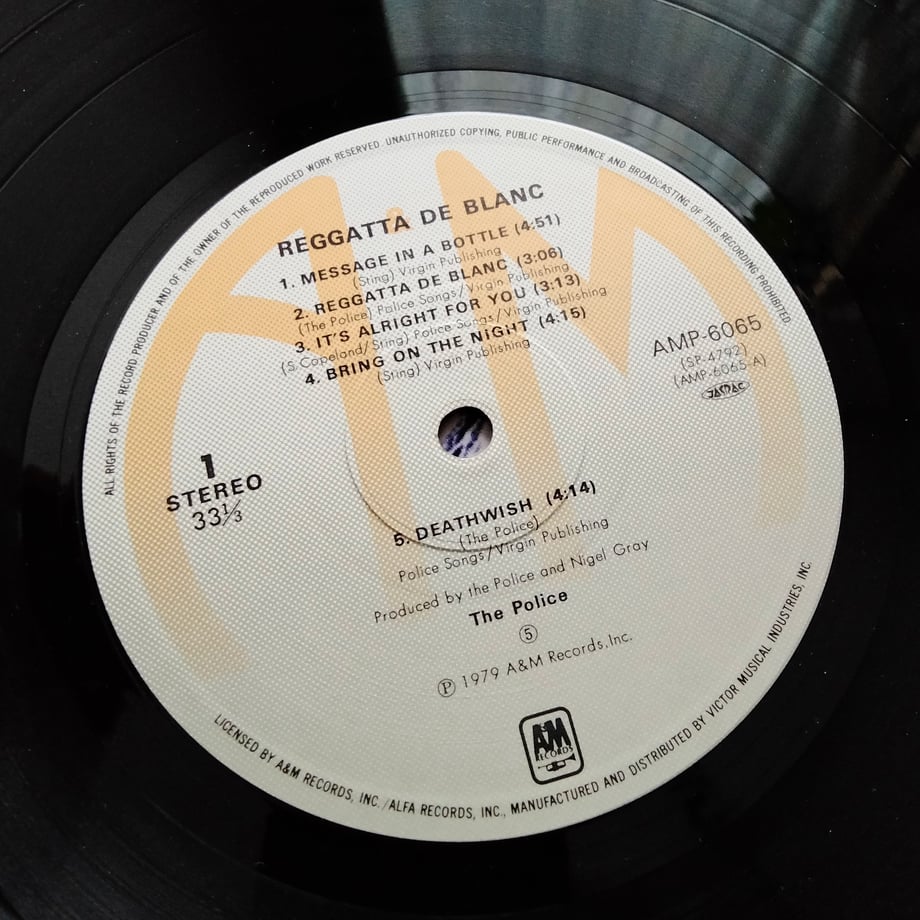 ALL RIGHTS OF THE RECORD PRODUCER AND OF THE OWNER OF THE REPRODUCED WORK RESERVED. UNAUTHORIZED COPYING, PUBLIC PERFORMANCE AND BROADCASTING OF THIS RECORDING PROHIBITED
REGGATTA DE BLANC
1. MESSAGE IN A BOTTLE (4:51)
(Sting) Virgin Publishing
2. REGGATTA DE BLANC (3:06)
(The Police) Police Songs/Virgin Publishing
3. IT'S ALRIGHT FOR YOU (3:13)
(S. Copeland/Sting) Police Songs/Virgin Publishing
4. BRING ON THE NIGHT (4:15)
(Sting) Virgin Publishing
AMP-6065
(SP-4792)
(AMP-6065-A)
JASRAC
1
STEREO
33⅓
5. DEATHWISH (4:14)
(The Police)
Police Songs/Virgin Publishing
Produced by the Police and Nigel Gray
The Police
⑤
℗ 1979 A&M Records, Inc.
A&M
RECORDS
LICENSED BY A&M RECORDS, INC./ALFA RECORDS, INC., MANUFACTURED AND DISTRIBUTED BY VICTOR MUSICAL INDUSTRIES, INC.